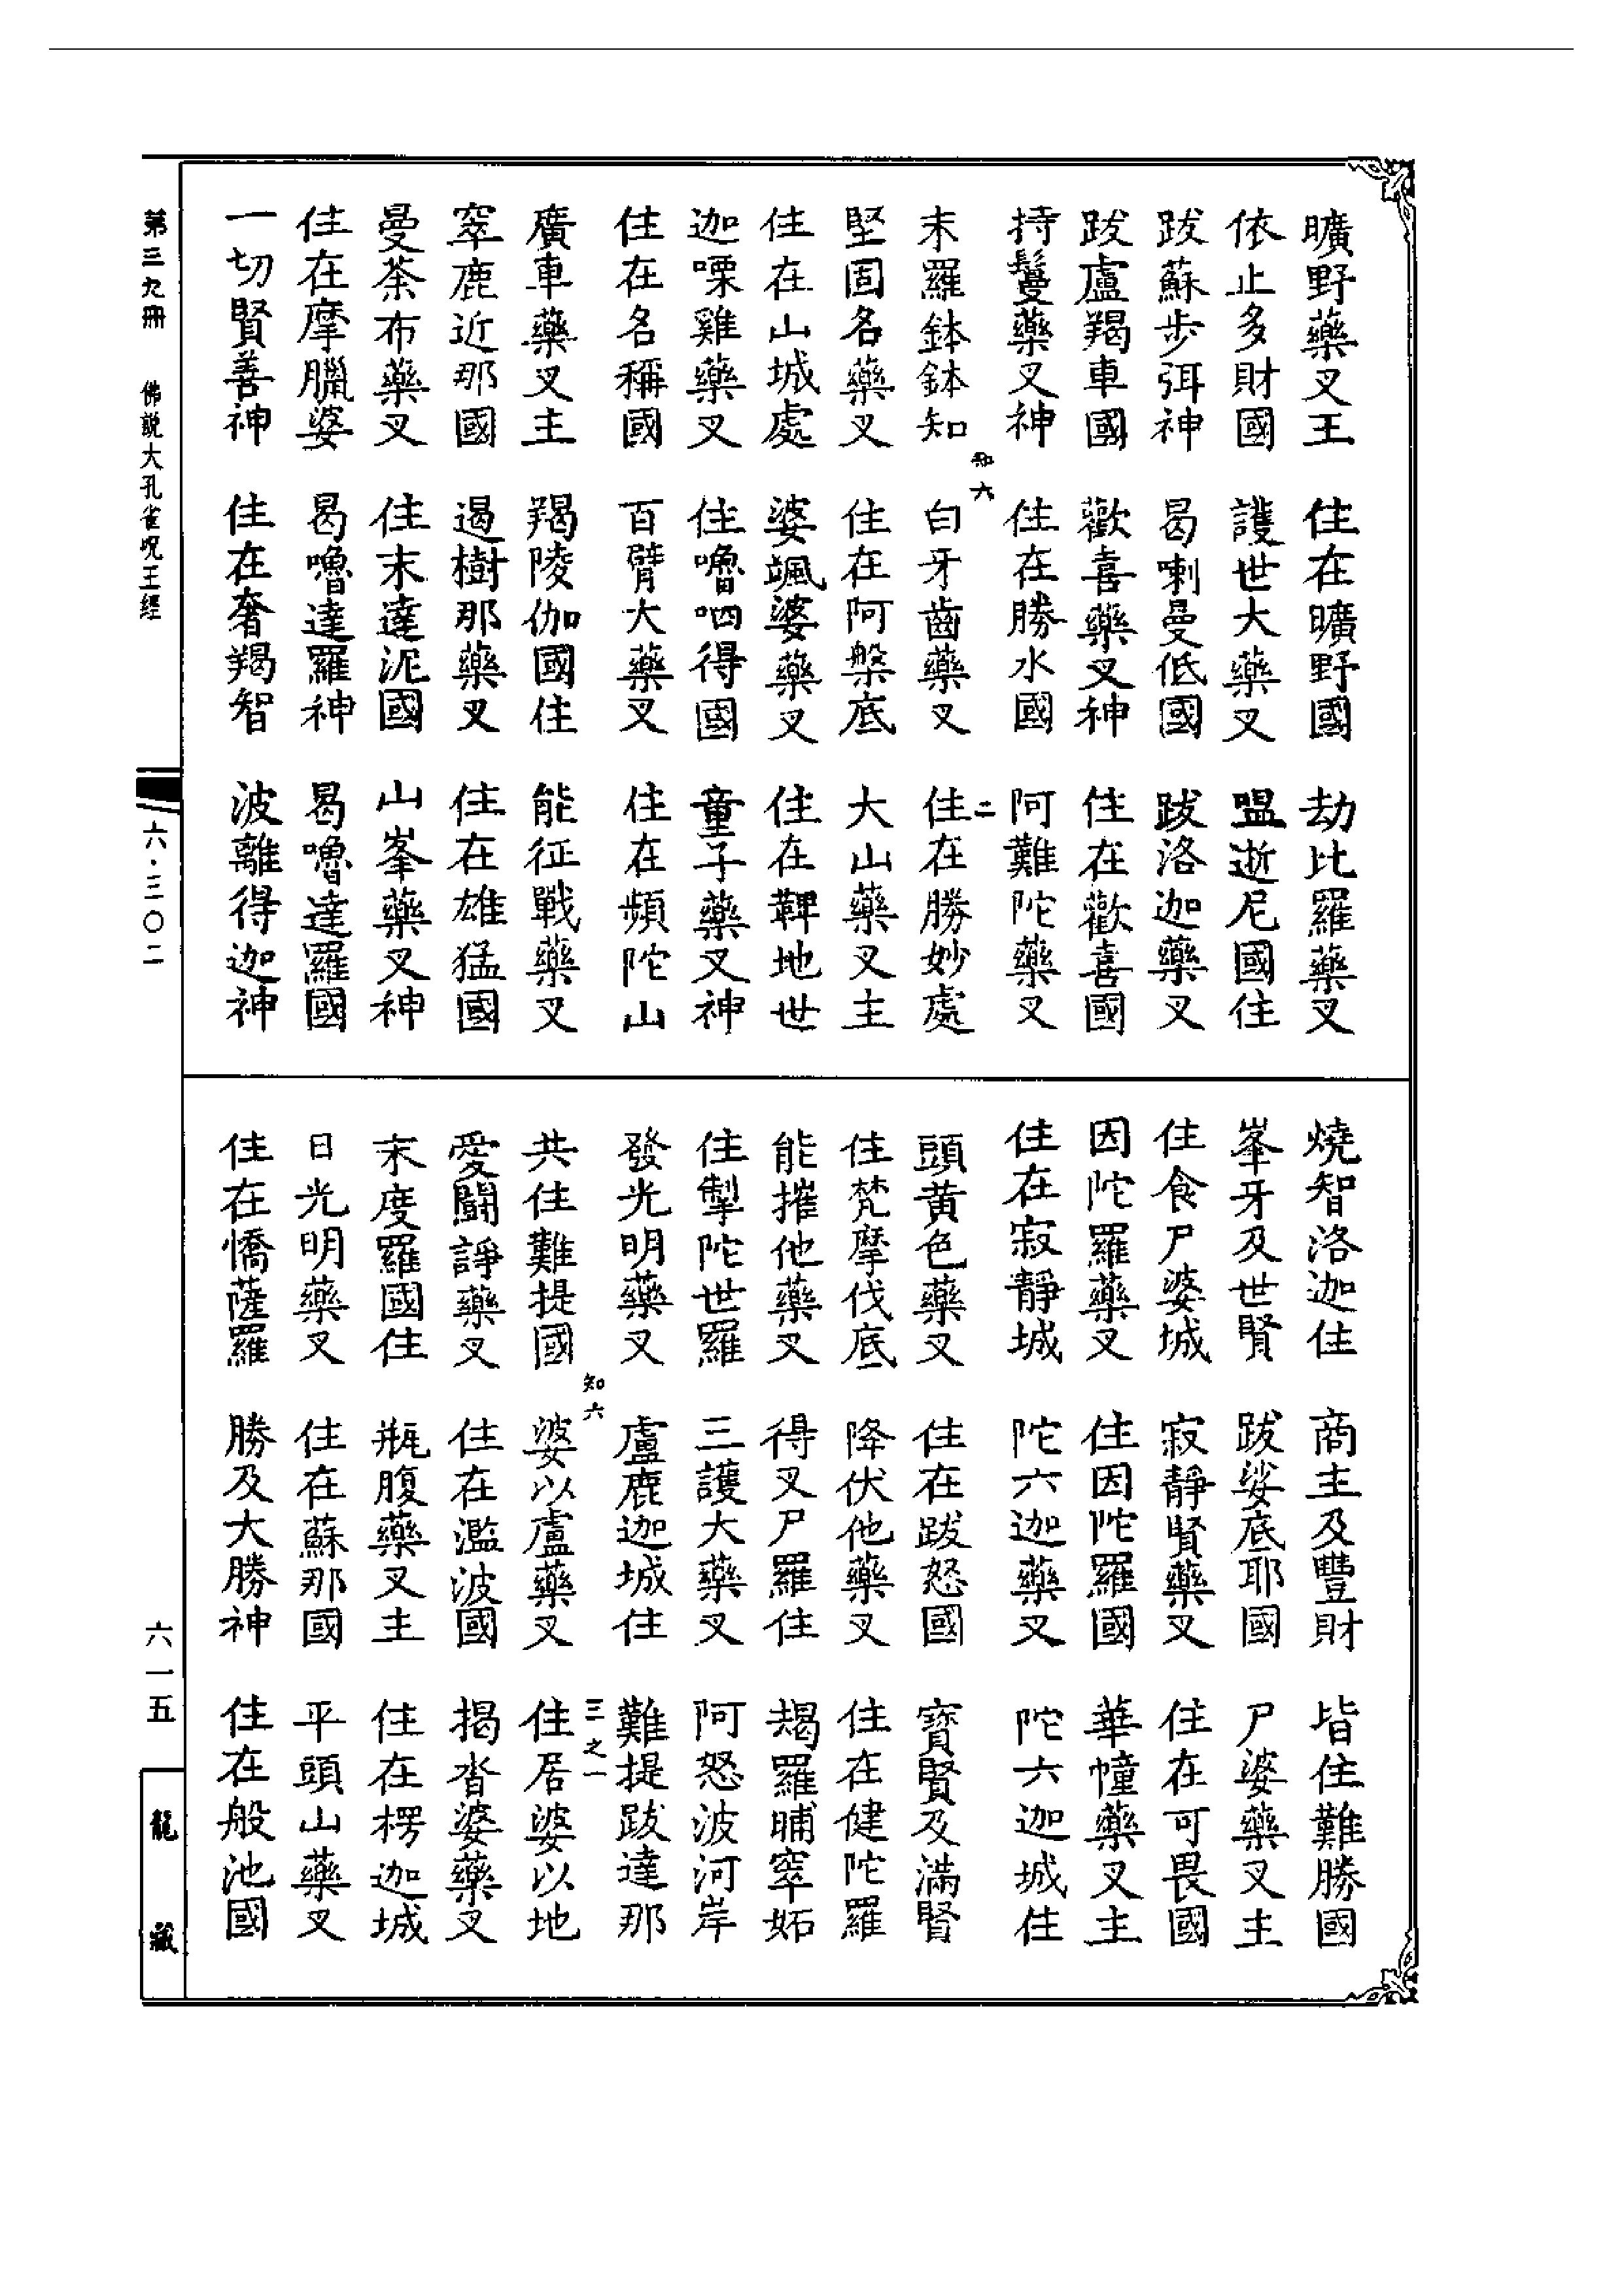 曠野藥叉王　住在曠野國　劫比羅藥叉
依止多財國　護世大藥叉　嗢逝尼國住
跋蘇步弭神　曷喇曼低國　跋洛迦藥叉
跋盧羯車國　歡喜藥叉神　住在歡喜國
持鬘藥叉神　住在勝水國　阿難陀藥叉
知六　二
末羅鉢鉢知　白牙齒藥叉　住在勝妙處
堅固名藥叉　住在阿槃底　大山藥叉主
住在山城處　婆颯婆藥叉　住在鞞地世
迦㗚雞藥叉　住嚕呬得國　童子藥叉神
住在名稱國　百臂大藥叉　住在頻陀山
廣車藥叉主　羯陵伽國住　能征戰藥叉
窣鹿近那國　遏樹那藥叉　住在雄猛國
曼荼布藥叉　住末達泥國　山峯藥叉神
住在摩臘婆　曷嚕達羅神　曷嚕達羅國
一切賢善神　住在奢羯智　波離得迦神
燒智洛迦住　商主及豐財　皆住難勝國
峯牙及世賢　跋娑底耶國　尸婆藥叉主
住食尸婆城　寂靜賢藥叉　住在可畏國
因陀羅藥叉　住因陀羅國　華幢藥叉主
住在寂靜城　陀六迦藥叉　陀六迦城住
頭黄色藥叉　住在跋怒國　寶賢及滿賢
住梵摩伐底　降伏他藥叉　住在健陀羅
能摧他藥叉　得叉尸羅住　朅羅晡窣妬
住掣陀世羅　三護大藥叉　阿怒波河岸
發光明藥叉　盧鹿迦城住　難提跋達那
知六　三之一
共住難提國　婆以盧藥叉　住居婆以地
愛鬪諍藥叉　住在濫波國　揭沓婆藥叉
末度羅國住　瓶腹藥叉主　住在楞迦城
日光明藥叉　住在蘇那國　平頭山藥叉
住在憍薩羅　勝及大勝神　住在般池國
第三九冊　佛説大孔雀呪王經　六·三〇二　六一五　龍藏